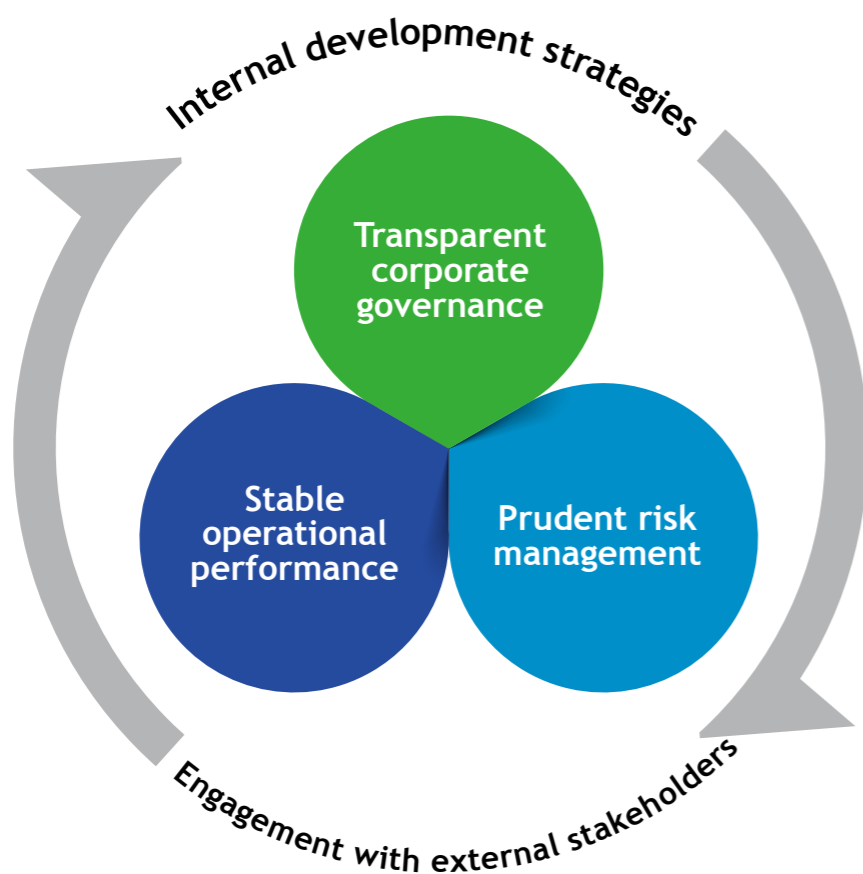 Internal development strategies
Transparent
corporate
governance
Stable
operational
performance
Prudent risk
management
Engagement with external stakeholders